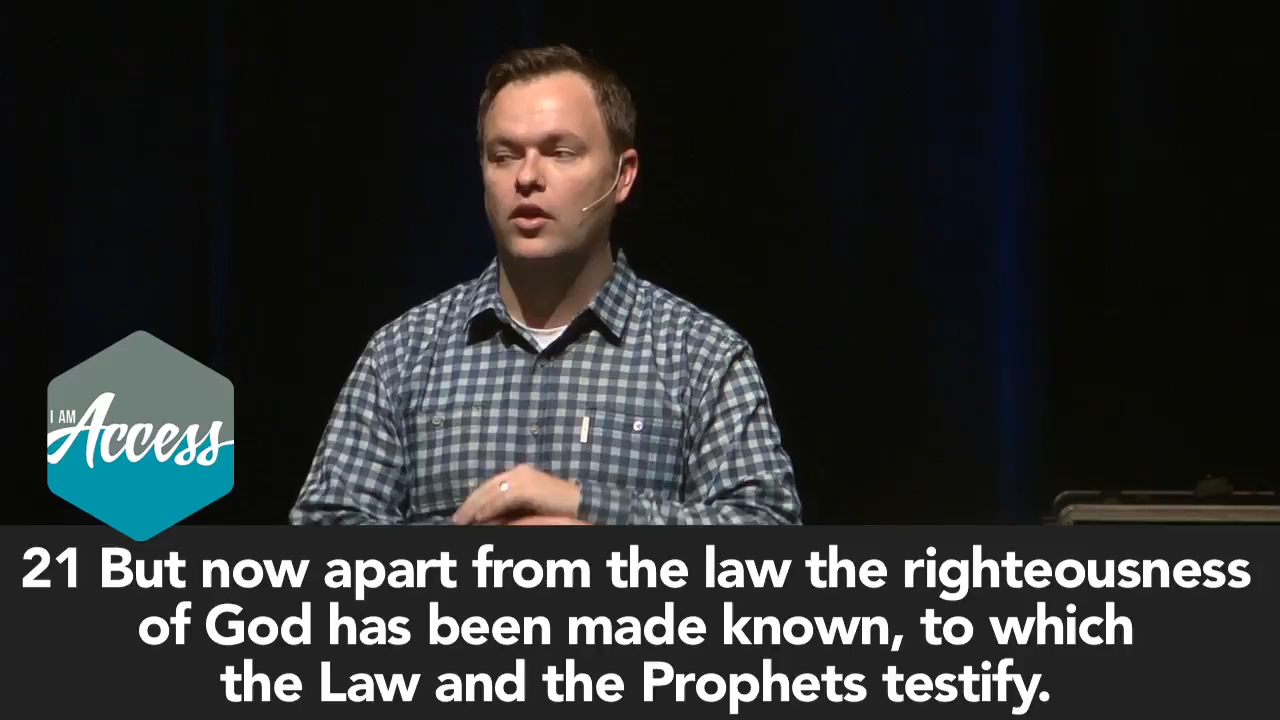 I AM
Access
21 But now apart from the law the righteousness
of God has been made known, to which
the Law and the Prophets testify.